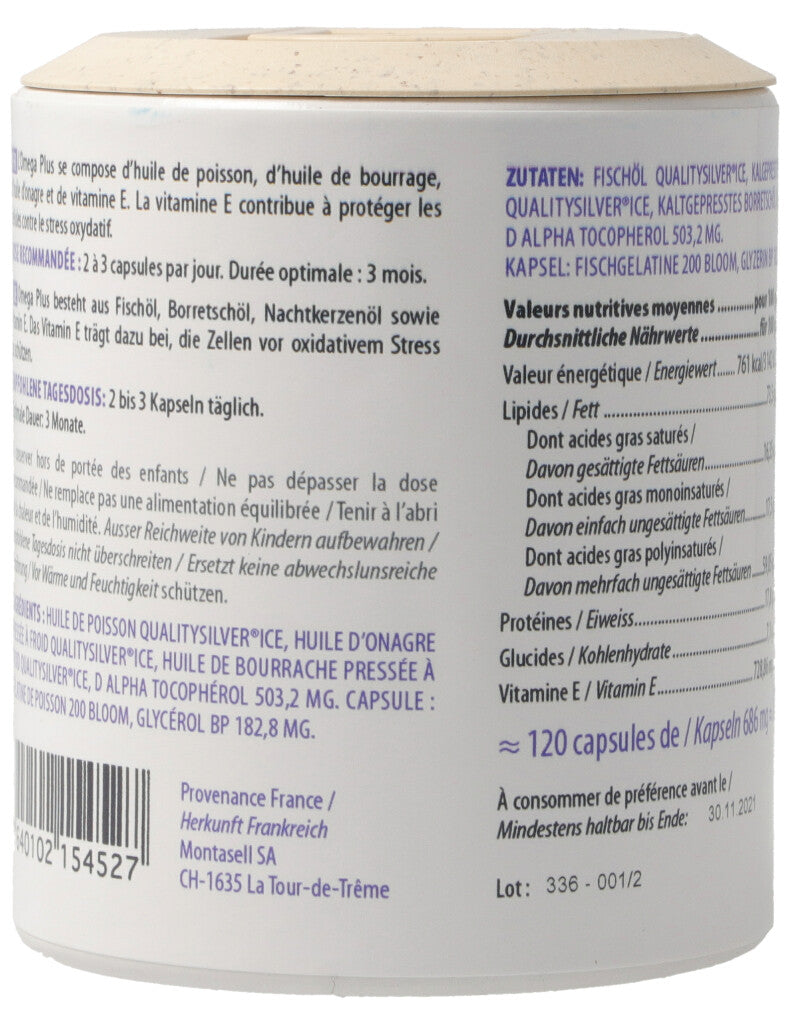 Omega Plus se compose d'huile de poisson, d'huile de bourrage,
d'onagre et de vitamine E. La vitamine E contribue à protéger les
contre le stress oxydatif.
RECOMMANDÉE : 2 à 3 capsules par jour. Durée optimale : 3 mois.
Omega Plus besteht aus Fischöl, Borretschöl, Nachtkerzenöl sowie
E. Das Vitamin E trägt dazu bei, die Zellen vor oxidativem Stress
TAGESDOSIS: 2 bis 3 Kapseln täglich.
Dauer: 3 Monate.
hors de portée des enfants / Ne pas dépasser la dose
/ Ne remplace pas une alimentation équilibrée / Tenir à l'abri
chaleur et de l'humidité. Ausser Reichweite von Kindern aufbewahren /
Tagesdosis nicht überschreiten / Ersetzt keine abwechslunsreiche
/ Vor Wärme und Feuchtigkeit schützen.
HUILE DE POISSON QUALITYSILVER®ICE, HUILE D'ONAGRE
À FROID QUALITYSILVER®ICE, HUILE DE BOURRACHE PRESSÉE À
QUALITYSILVER®ICE, D ALPHA TOCOPHÉROL 503,2 MG. CAPSULE :
DE POISSON 200 BLOOM, GLYCÉROL BP 182,8 MG.
640102 154527
Provenance France /
Herkunft Frankreich
Montasell SA
CH-1635 La Tour-de-Trême
ZUTATEN: FISCHÖL QUALITYSILVER®ICE,
QUALITYSILVER®ICE, KALTGEPRESSTES
D ALPHA TOCOPHEROL 503,2 MG.
KAPSEL: FISCHGELATINE 200 BLOOM, GLYZERIN BP
Valeurs nutritives moyennes ............pour
Durchsnittliche Nährwerte ...............für
Valeur énergétique / Energiewert......761 kcal
Lipides / Fett
Dont acides gras saturés /
Davon gesättigte Fettsäuren
Dont acides gras monoinsaturés /
Davon einfach ungesättigte Fettsäuren
Dont acides gras polyinsaturés /
Davon mehrfach ungesättigte Fettsäuren
Protéines / Eiweiss
Glucides / Kohlenhydrate
Vitamine E / Vitamin E
≈ 120 capsules de / Kapseln 686 mg
À consommer de préférence avant le /
Mindestens haltbar bis Ende: 30.11.2021
Lot : 336 - 001/2